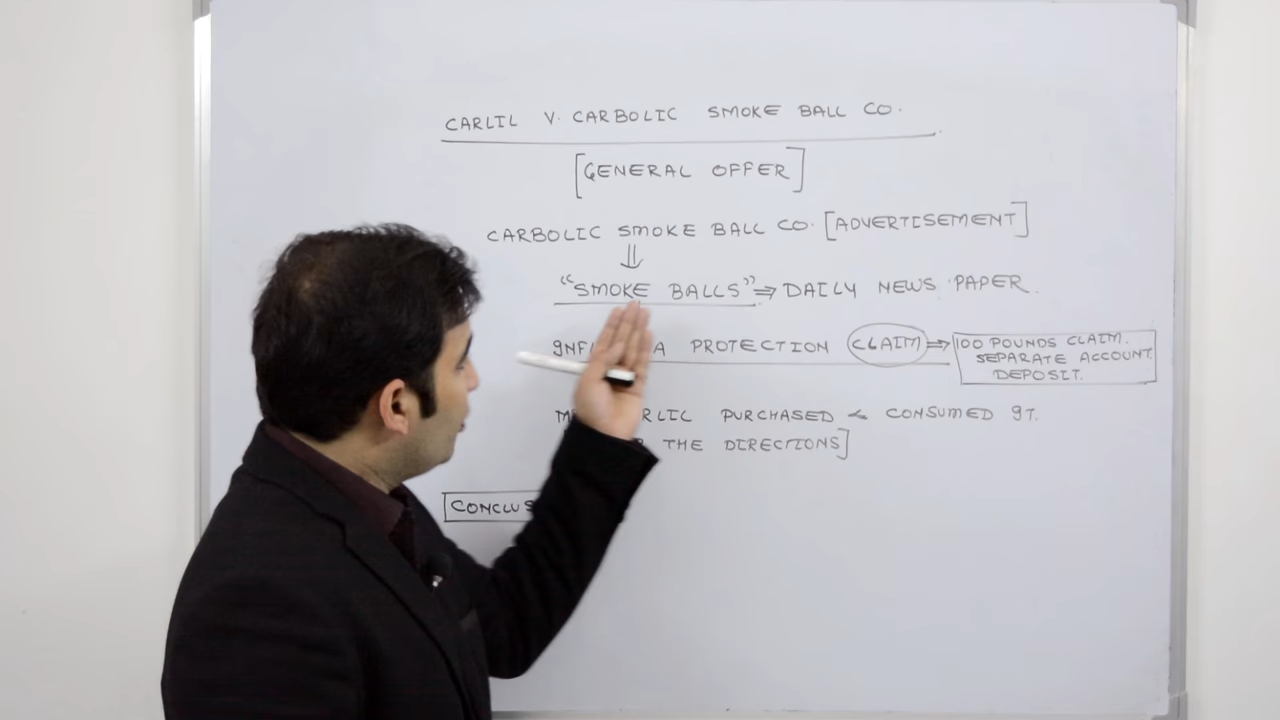 CARLIL V. CARBOLIC SMOKE BALL CO.
[GENERAL OFFER]
CARBOLIC SMOKE BALL CO. [ADVERTISEMENT]
⇓
"SMOKE BALLS" ⇒ DAILY NEWS PAPER.
PROTECTION CLAIM ⇒ 100 POUNDS CLAIM.
SEPARATE ACCOUNT.
DEPOSIT.
PURCHASED & CONSUMED IT.
THE DIRECTIONS]